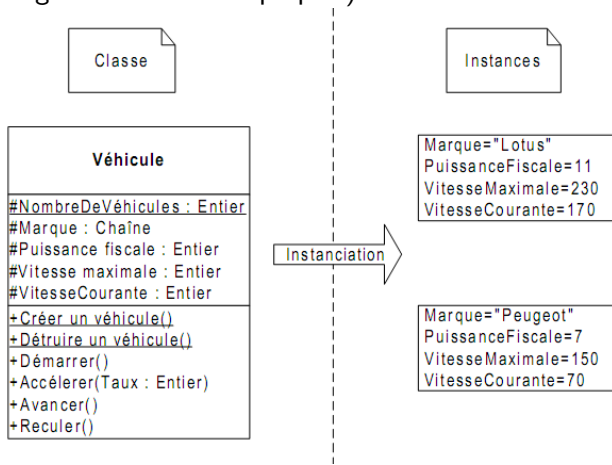 Classe
Instances
Véhicule
#NombreDeVéhicules : Entier
#Marque : Chaîne
#Puissance fiscale : Entier
#Vitesse maximale : Entier
#VitesseCourante : Entier
+Créer un véhicule()
+Détruire un véhicule()
+Démarrer()
+Accélerer(Taux : Entier)
+Avancer()
+Reculer()
Instanciation
Marque="Lotus"
PuissanceFiscale=11
VitesseMaximale=230
VitesseCourante=170
Marque="Peugeot"
PuissanceFiscale=7
VitesseMaximale=150
VitesseCourante=70